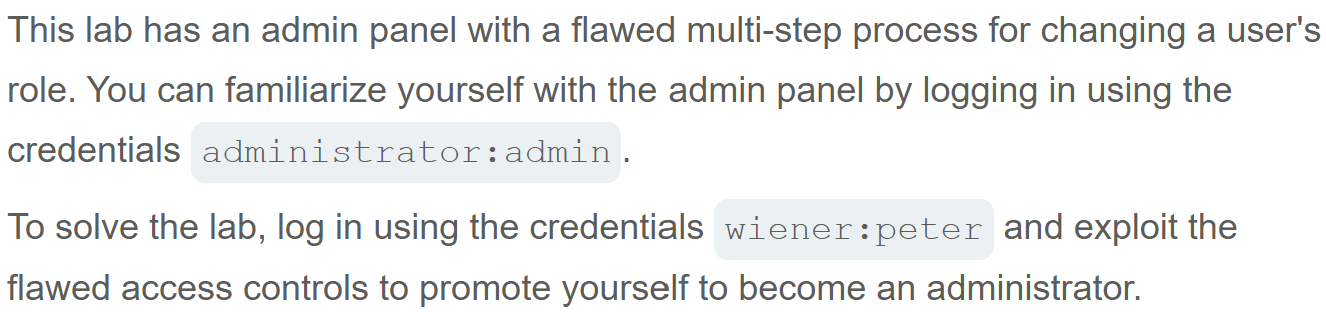 This lab has an admin panel with a flawed multi-step process for changing a user's
role. You can familiarize yourself with the admin panel by logging in using the
credentials administrator:admin.
To solve the lab, log in using the credentials wiener:peter and exploit the
flawed access controls to promote yourself to become an administrator.